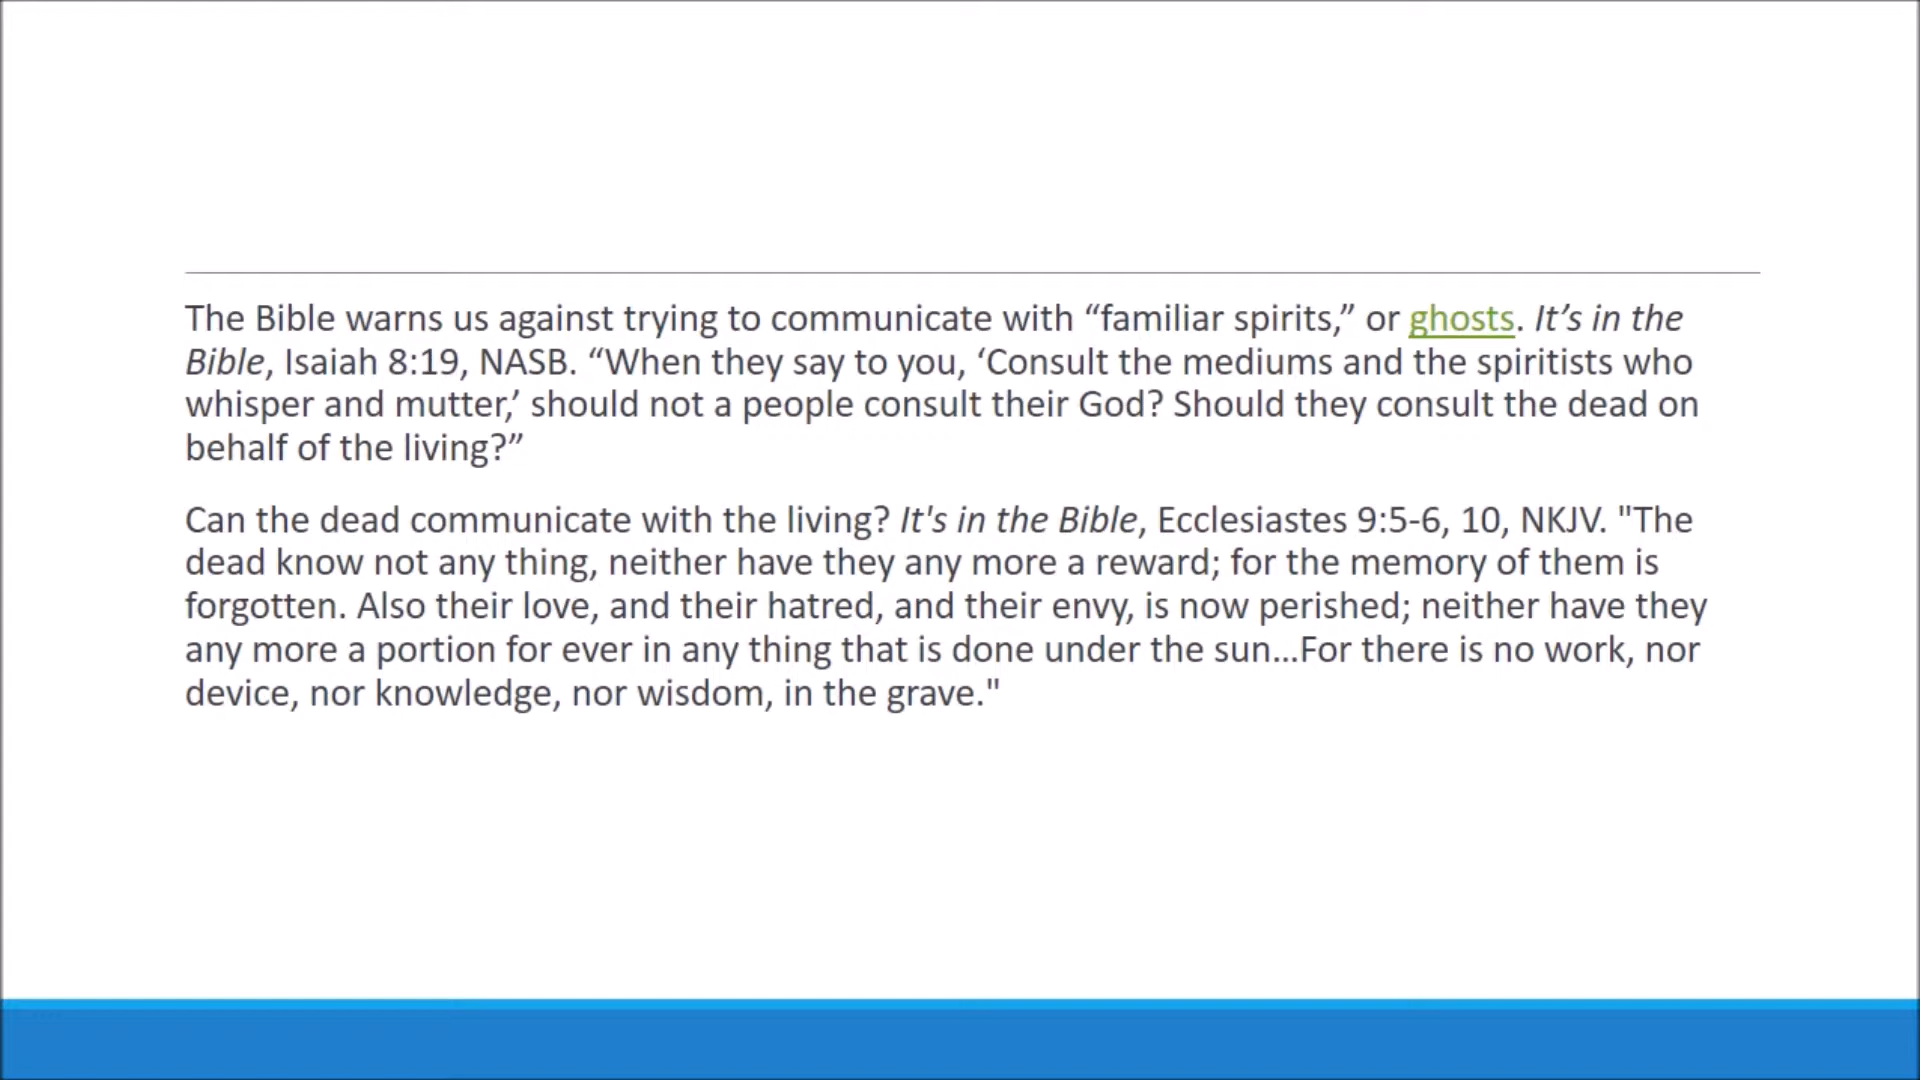 The Bible warns us against trying to communicate with “familiar spirits,” or ghosts. It’s in the
Bible, Isaiah 8:19, NASB. “When they say to you, ‘Consult the mediums and the spiritists who
whisper and mutter,’ should not a people consult their God? Should they consult the dead on
behalf of the living?”
Can the dead communicate with the living? It's in the Bible, Ecclesiastes 9:5-6, 10, NKJV. "The
dead know not any thing, neither have they any more a reward; for the memory of them is
forgotten. Also their love, and their hatred, and their envy, is now perished; neither have they
any more a portion for ever in any thing that is done under the sun…For there is no work, nor
device, nor knowledge, nor wisdom, in the grave."